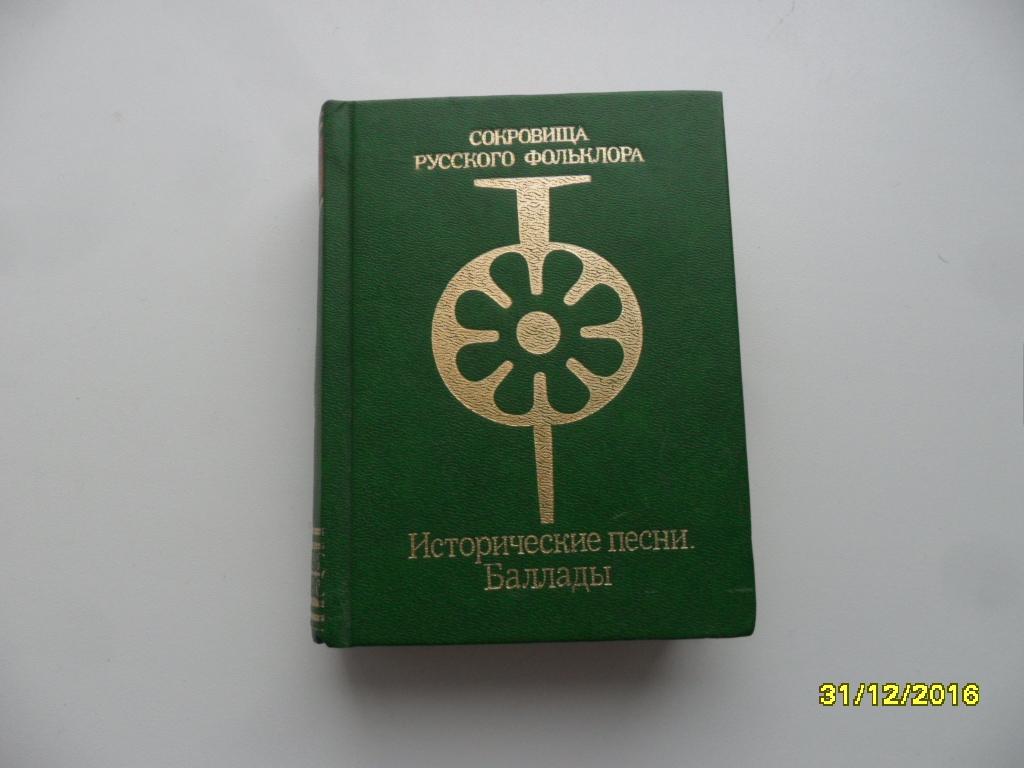 СОКРОВИЩА
РУССКОГО ФОЛЬКЛОРА
Исторические песни.
Баллады
31/12/2016